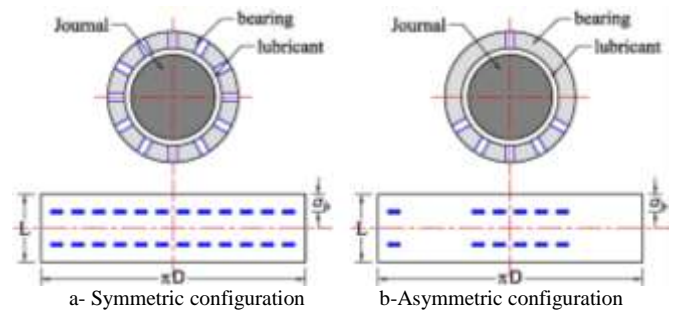 Journal
bearing
lubricant
Journal
bearing
lubricant
L
πD
L
πD
a- Symmetric configuration
b-Asymmetric configuration